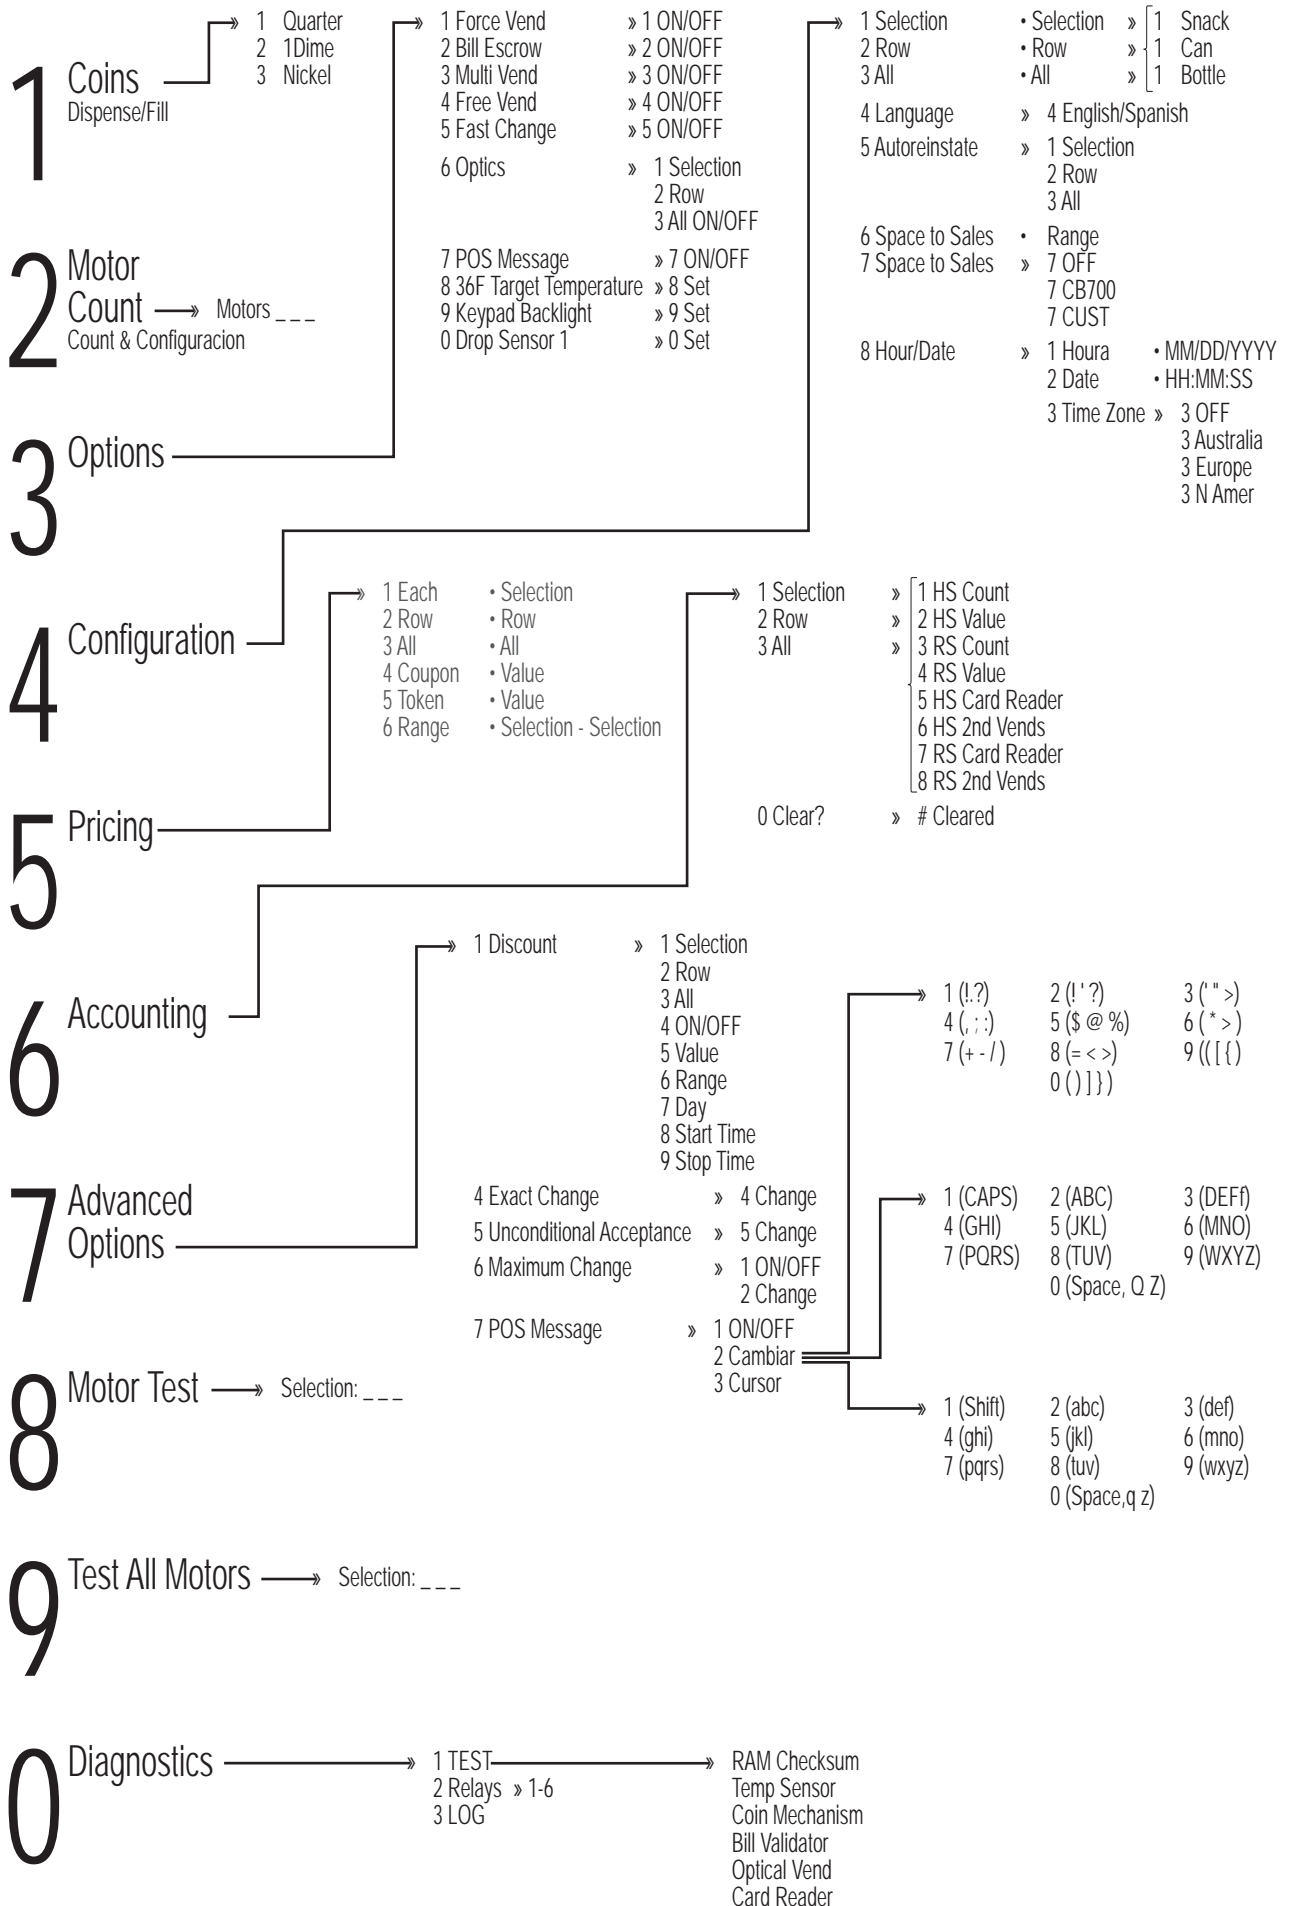 1 Coins
Dispense/Fill
» 1 Quarter
2 1Dime
3 Nickel
2 Motor
Count » Motors _ _ _
Count & Configuracion
3 Options
» 1 Force Vend » 1 ON/OFF
2 Bill Escrow » 2 ON/OFF
3 Multi Vend » 3 ON/OFF
4 Free Vend » 4 ON/OFF
5 Fast Change » 5 ON/OFF
6 Optics » 1 Selection
2 Row
3 All ON/OFF
7 POS Message » 7 ON/OFF
8 36F Target Temperature » 8 Set
9 Keypad Backlight » 9 Set
0 Drop Sensor 1 » 0 Set
4 Configuration
» 1 Selection • Selection » 1 Snack
2 Row • Row » 1 Can
3 All • All » 1 Bottle
4 Language » 4 English/Spanish
5 Autoreinstate » 1 Selection
2 Row
3 All
6 Space to Sales • Range
7 Space to Sales » 7 OFF
7 CB700
7 CUST
8 Hour/Date » 1 Houra • MM/DD/YYYY
2 Date • HH:MM:SS
3 Time Zone » 3 OFF
3 Australia
3 Europe
3 N Amer
5 Pricing
» 1 Each • Selection
2 Row • Row
3 All • All
4 Coupon • Value
5 Token • Value
6 Range • Selection - Selection
6 Accounting
» 1 Selection » 1 HS Count
2 Row » 2 HS Value
3 All » 3 RS Count
4 RS Value
5 HS Card Reader
6 HS 2nd Vends
7 RS Card Reader
8 RS 2nd Vends
0 Clear? » # Cleared
7 Advanced
Options
» 1 Discount » 1 Selection
2 Row
3 All
4 ON/OFF
5 Value
6 Range
7 Day
8 Start Time
9 Stop Time
4 Exact Change » 4 Change
5 Unconditional Acceptance » 5 Change
6 Maximum Change » 1 ON/OFF
2 Change
7 POS Message » 1 ON/OFF
2 Cambiar
3 Cursor
» 1 (!.?) 2 (! ' ?) 3 (' " >)
4 (, ; :) 5 ($ @ %) 6 ( * > )
7 (+ - / ) 8 (= < >) 9 (( [ { )
0 ( ) ] } )
» 1 (CAPS) 2 (ABC) 3 (DEFf)
4 (GHI) 5 (JKL) 6 (MNO)
7 (PQRS) 8 (TUV) 9 (WXYZ)
0 (Space, Q Z)
» 1 (Shift) 2 (abc) 3 (def)
4 (ghi) 5 (jkl) 6 (mno)
7 (pqrs) 8 (tuv) 9 (wxyz)
0 (Space,q z)
8 Motor Test » Selection: _ _ _
9 Test All Motors » Selection: _ _ _
0 Diagnostics » 1 TEST » RAM Checksum
2 Relays » 1-6 Temp Sensor
3 LOG Coin Mechanism
Bill Validator
Optical Vend
Card Reader